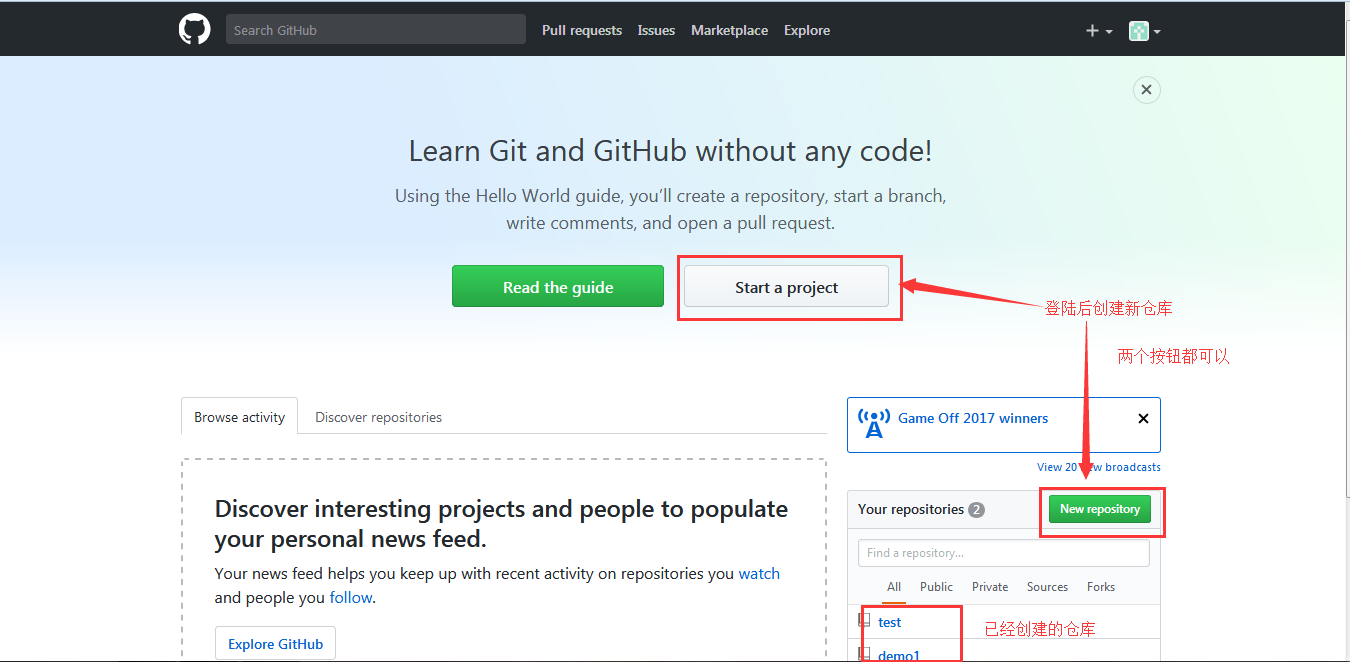 Search GitHub
Pull requests
Issues
Marketplace
Explore
Learn Git and GitHub without any code!
Using the Hello World guide, you’ll create a repository, start a branch,
write comments, and open a pull request.
Read the guide
Start a project
登陆后创建新仓库
两个按钮都可以
Browse activity
Discover repositories
Game Off 2017 winners
View 20 broadcasts
Discover interesting projects and people to populate
your personal news feed.
Your news feed helps you keep up with recent activity on repositories you watch
and people you follow.
Explore GitHub
Your repositories 2
New repository
Find a repository...
All
Public
Private
Sources
Forks
test
已经创建的仓库
demo1